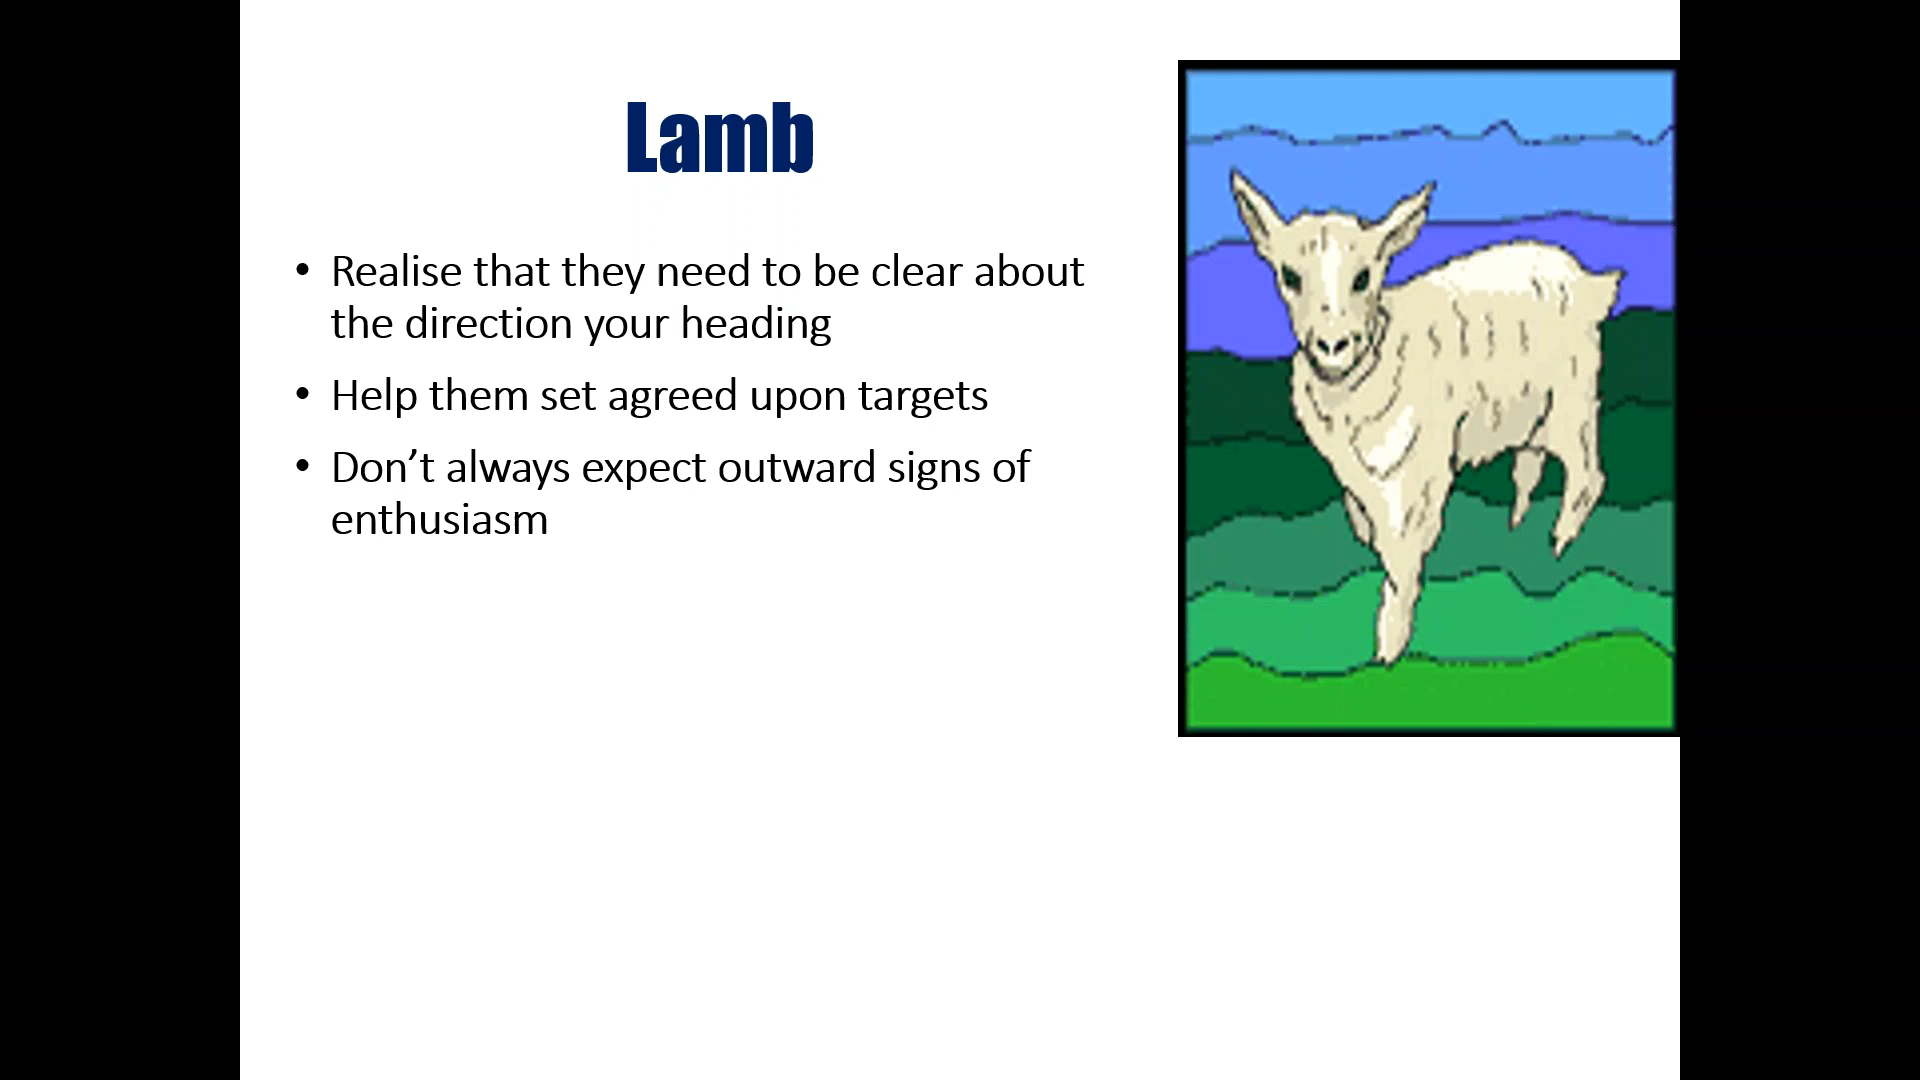 Lamb
• Realise that they need to be clear about
the direction your heading
• Help them set agreed upon targets
• Don’t always expect outward signs of
enthusiasm